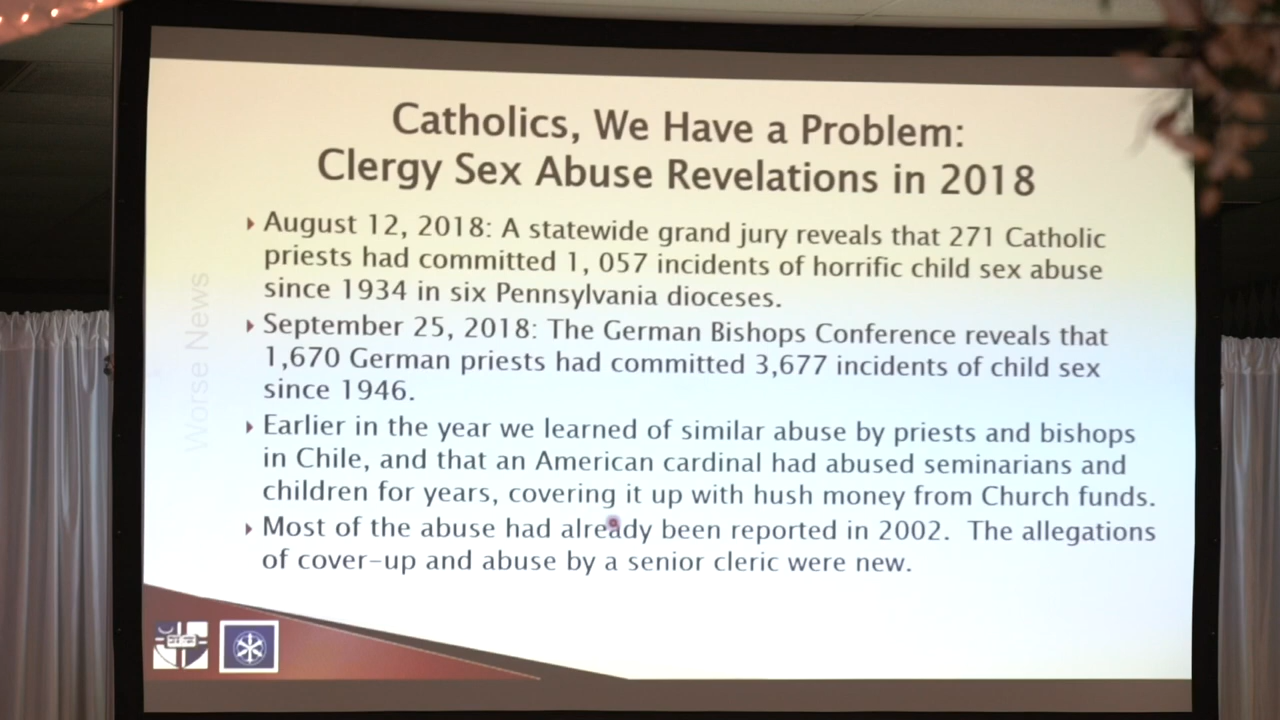 Catholics, We Have a Problem:
Clergy Sex Abuse Revelations in 2018
August 12, 2018: A statewide grand jury reveals that 271 Catholic
priests had committed 1, 057 incidents of horrific child sex abuse
since 1934 in six Pennsylvania dioceses.
September 25, 2018: The German Bishops Conference reveals that
1,670 German priests had committed 3,677 incidents of child sex
since 1946.
Earlier in the year we learned of similar abuse by priests and bishops
in Chile, and that an American cardinal had abused seminarians and
children for years, covering it up with hush money from Church funds.
Most of the abuse had already been reported in 2002. The allegations
of cover-up and abuse by a senior cleric were new.
Worse News